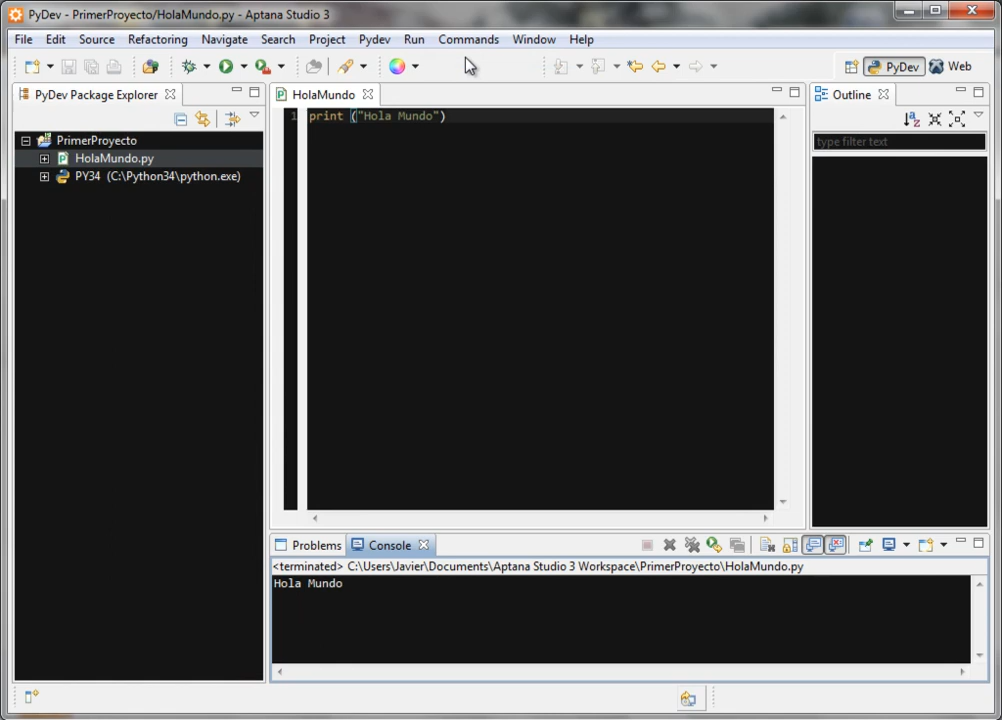 PyDev - PrimerProyecto/HolaMundo.py - Aptana Studio 3
File Edit Source Refactoring Navigate Search Project Pydev Run Commands Window Help
PyDev Web
PyDev Package Explorer
HolaMundo
Outline
PrimerProyecto
HolaMundo.py
PY34 (C:\Python34\python.exe)
1 print ("Hola Mundo")
type filter text
Problems Console
<terminated> C:\Users\Javier\Documents\Aptana Studio 3 Workspace\PrimerProyecto\HolaMundo.py
Hola Mundo